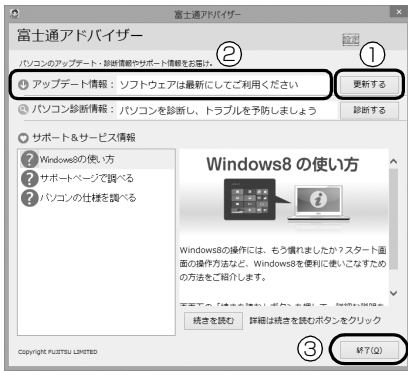 富士通アドバイザー
富士通アドバイザー
設定
パソコンのアップデート・診断情報やサポート情報をお届け。
② ①
アップデート情報: ソフトウェアは最新にしてご利用ください 更新する
パソコン診断情報: パソコンを診断し、トラブルを予防しましょう 診断する
サポート&サービス情報
Windows8の使い方
サポートページで調べる
パソコンの仕様を調べる
Windows8 の使い方
Windows8の操作には、もう慣れましたか?スタート画
面の操作方法など、Windows8を便利に使いこなすため
の方法をご紹介します。
続きを読む 詳細は続きを読むボタンをクリック
③
Copyright FUJITSU LIMITED 終了(Q)